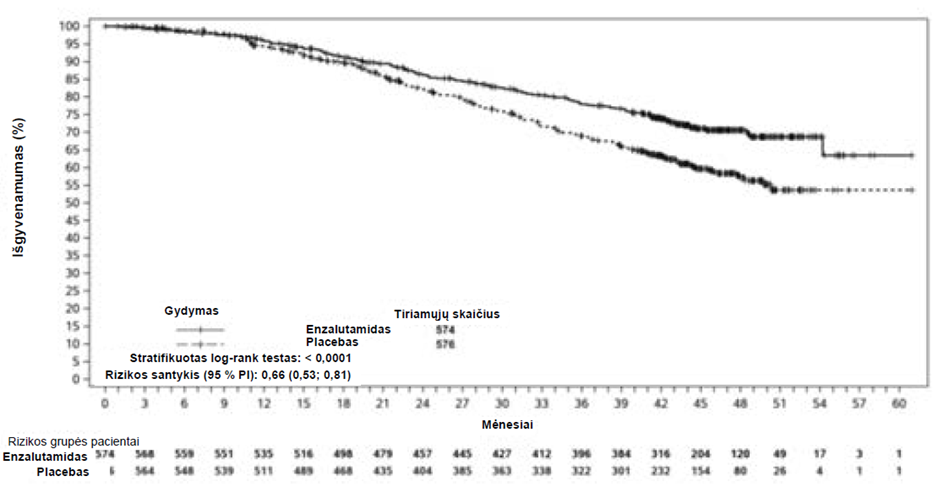 Išgyvenamumas (%)
100
95
90
85
80
75
70
65
60
55
50
45
40
35
30
25
20
15
10
5
0
Gydymas Tiriamųjų skaičius
Enzalutamidas 574
Placebas 576
Stratifikuotas log-rank testas: < 0,0001
Rizikos santykis (95 % PI): 0,66 (0,53; 0,81)
0 3 6 9 12 15 18 21 24 27 30 33 36 39 42 45 48 51 54 57 60
Mėnesiai
Rizikos grupės pacientai
Enzalutamidas 574 568 559 551 535 516 498 479 457 445 427 412 396 384 316 204 120 49 17 3 1
Placebas 6 564 548 539 511 489 468 435 404 385 363 338 322 301 232 154 80 26 4 1 1